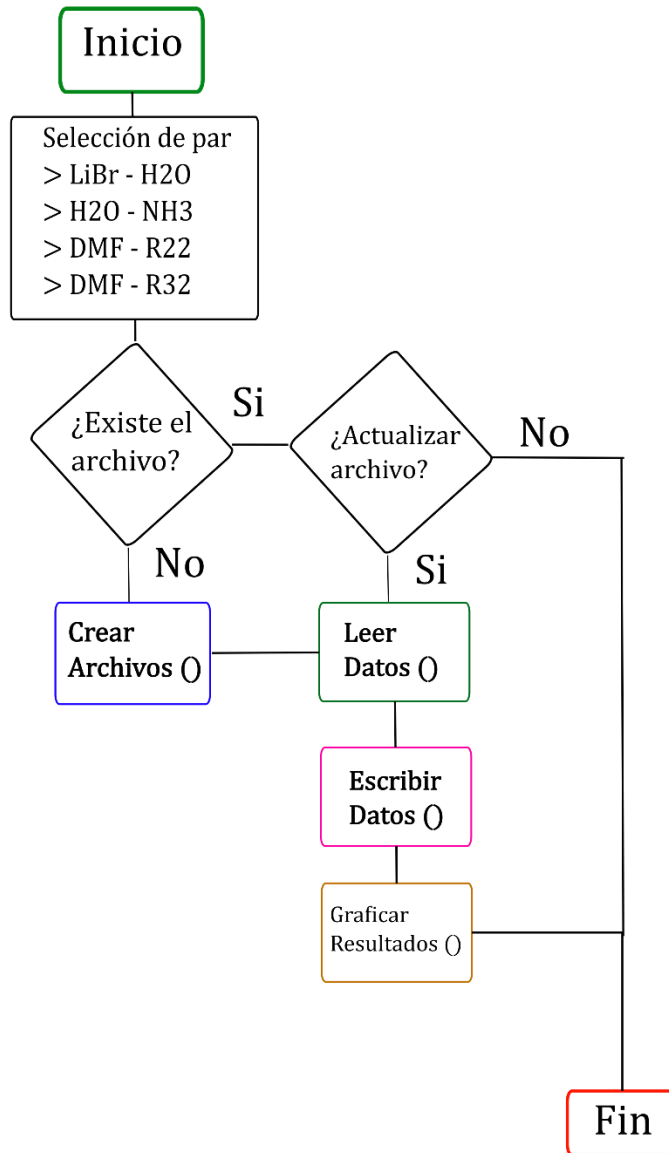 Inicio
Selección de par
> LiBr - H2O
> H2O - NH3
> DMF - R22
> DMF - R32
¿Existe el
archivo?
Si
¿Actualizar
archivo?
No
No
Si
Crear
Archivos ()
Leer
Datos ()
Escribir
Datos ()
Graficar
Resultados ()
Fin